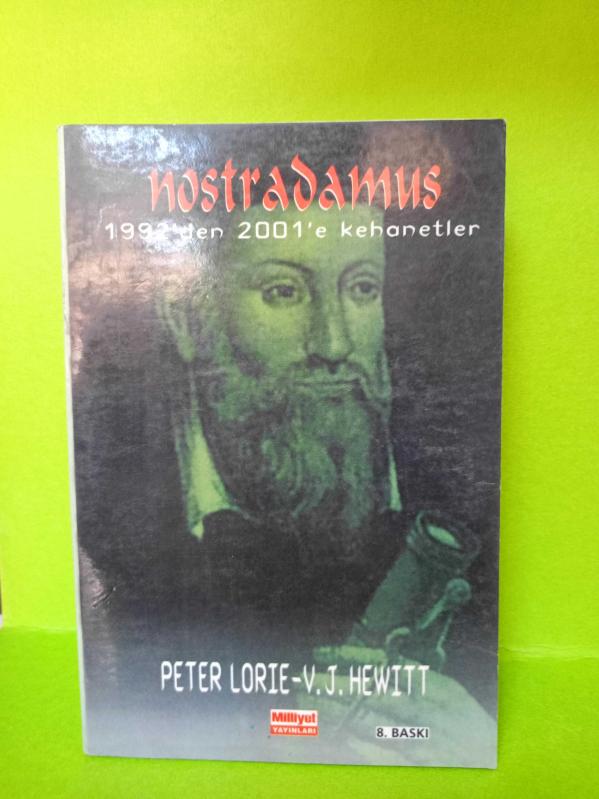 nostradamus
1992'den 2001'e kehanetler
PETER LORIE-V.J. HEWITT
Milliyet
YAYINLARI
8. BASKI